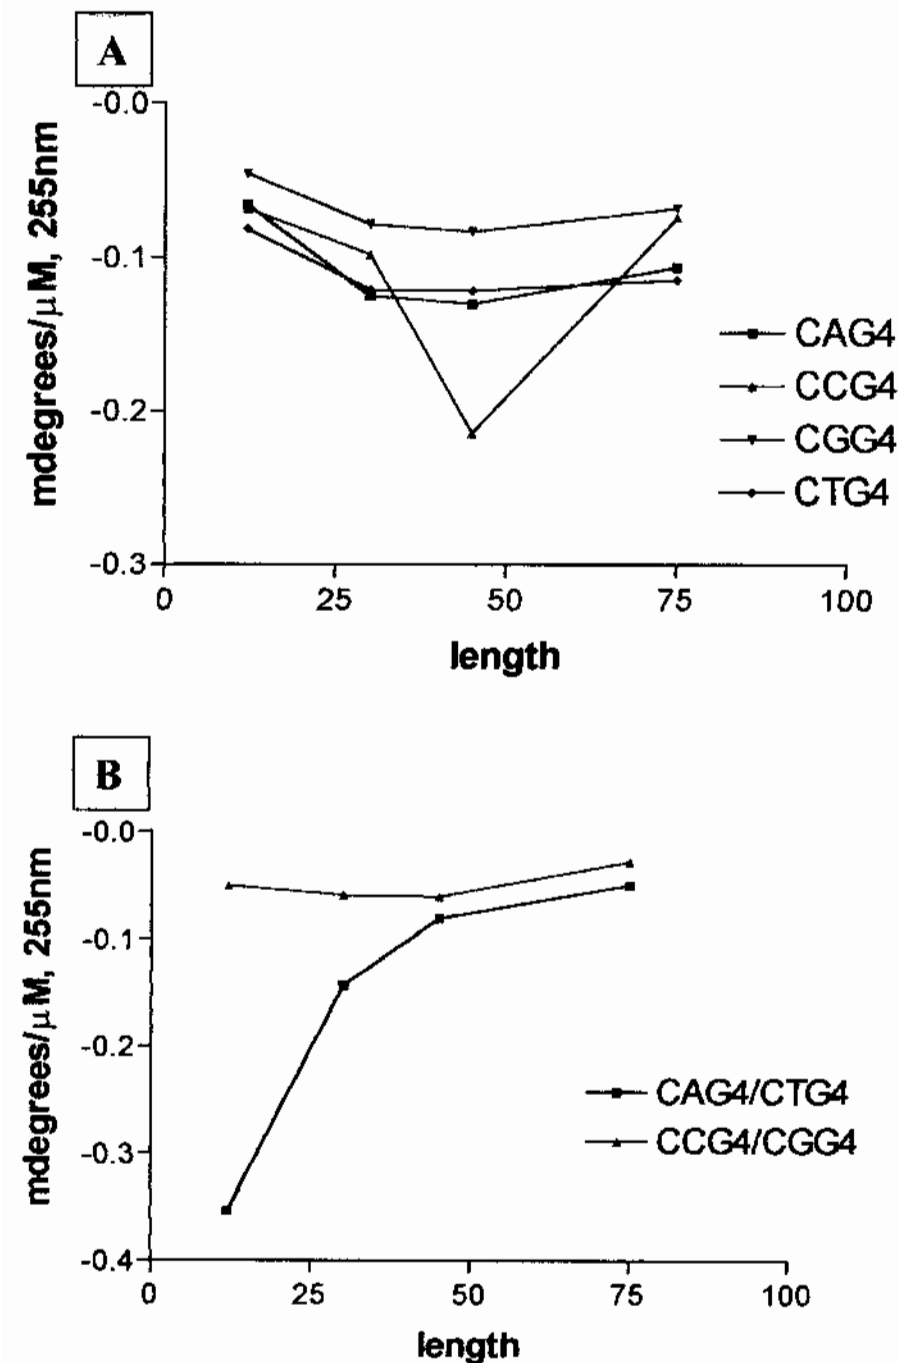 A
-0.0
-0.1
-0.2
-0.3
mdegrees/μM, 255nm
0 25 50 75 100
length
CAG4
CCG4
CGG4
CTG4
B
-0.0
-0.1
-0.2
-0.3
-0.4
mdegrees/μM, 255nm
0 25 50 75 100
length
CAG4/CTG4
CCG4/CGG4